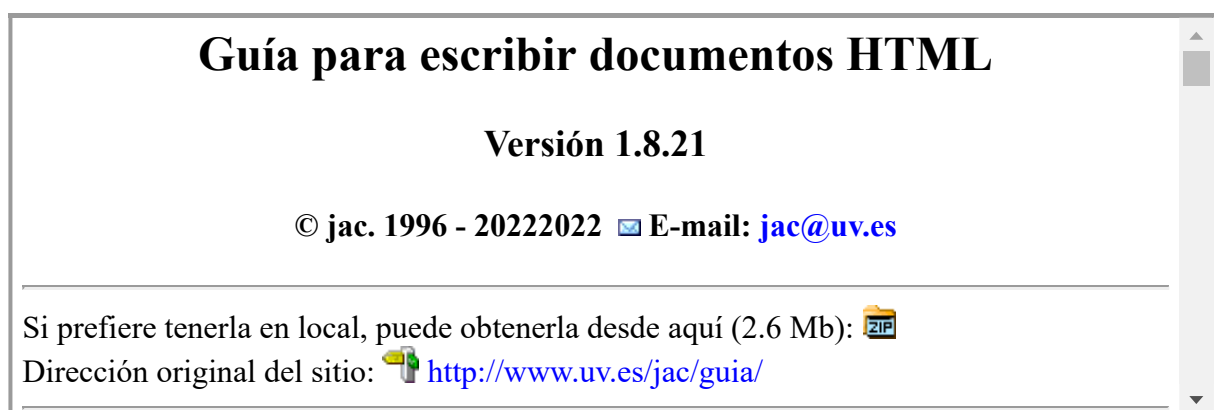 Guía para escribir documentos HTML
Versión 1.8.21
© jac. 1996 - 20222022 E-mail: jac@uv.es
Si prefiere tenerla en local, puede obtenerla desde aquí (2.6 Mb): ZIP
Dirección original del sitio: http://www.uv.es/jac/guia/